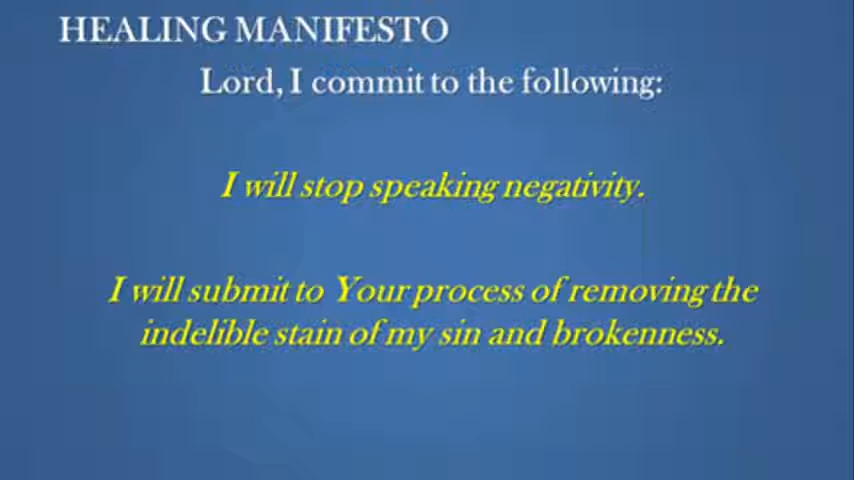 HEALING MANIFESTO
Lord, I commit to the following:
I will stop speaking negativity.
I will submit to Your process of removing the
indelible stain of my sin and brokenness.